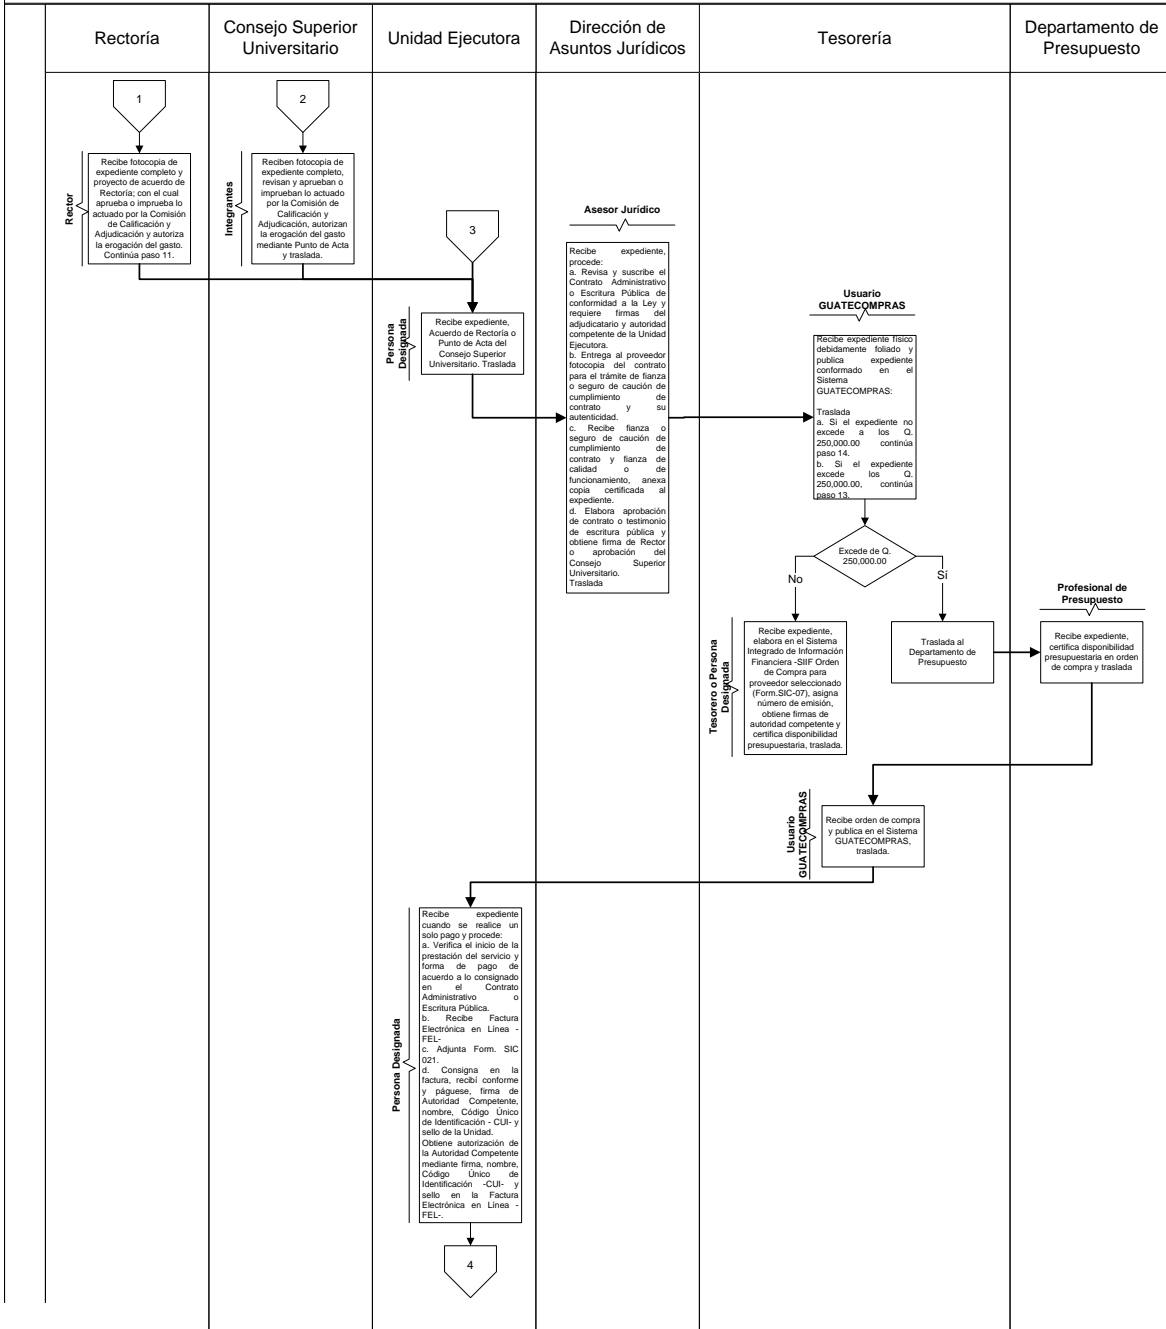 Rectoría
Consejo Superior
Universitario
Unidad Ejecutora
Dirección de
Asuntos Jurídicos
Tesorería
Departamento de
Presupuesto
1
Rector
Recibe fotocopia de
expediente completo y
proyecto de acuerdo de
Rectoría; con el cual
aprueba o imprueba lo
actuado por la Comisión
de Calificación y
Adjudicación y autoriza
la erogación del gasto.
Continúa paso 11.
2
Integrantes
Reciben fotocopia de
expediente completo,
revisan y aprueban o
imprueban lo actuado
por la Comisión de
Calificación y
Adjudicación, autorizan
la erogación del gasto
mediante Punto de Acta
y traslada.
3
Persona
Designada
Recibe expediente,
Acuerdo de Rectoría o
Punto de Acta del
Consejo Superior
Universitario. Traslada
Asesor Jurídico
Recibe expediente,
procede:
a. Revisa y suscribe el
Contrato Administrativo
o Escritura Pública de
conformidad a la Ley y
requiere firmas del
adjudicatario y autoridad
competente de la Unidad
Ejecutora.
b. Entrega al proveedor
fotocopia del contrato
para el trámite de fianza
o seguro de caución de
cumplimiento de
contrato y su
autenticidad.
c. Recibe fianza o
seguro de caución de
cumplimiento de
contrato y fianza de
calidad o de
funcionamiento, anexa
copia certificada al
expediente.
d. Elabora aprobación
de contrato o testimonio
de escritura pública y
obtiene firma de Rector
o aprobación del
Consejo Superior
Universitario.
Traslada
Usuario
GUATECOMPRAS
Recibe expediente físico
debidamente foliado y
publica expediente
conformado en el
Sistema
GUATECOMPRAS:
Traslada
a. Si el expediente no
excede a los Q.
250,000.00 continúa
paso 14.
b. Si el expediente
excede los Q.
250,000.00, continúa
paso 13.
Excede de Q.
250,000.00
No
Sí
Tesorero o Persona
Designada
Recibe expediente,
elabora en el Sistema
Integrado de Información
Financiera -SIIF Orden
de Compra para
proveedor seleccionado
(Form.SIC-07), asigna
número de emisión,
obtiene firmas de
autoridad competente y
certifica disponibilidad
presupuestaria, traslada.
Traslada al
Departamento de
Presupuesto
Profesional de
Presupuesto
Recibe expediente,
certifica disponibilidad
presupuestaria en orden
de compra y traslada
Usuario
GUATECOMPRAS
Recibe orden de compra
y publica en el Sistema
GUATECOMPRAS,
traslada.
Persona Designada
Recibe expediente
cuando se realice un
solo pago y procede:
a. Verifica el inicio de la
prestación del servicio y
forma de pago de
acuerdo a lo consignado
en el Contrato
Administrativo o
Escritura Pública.
b. Recibe Factura
Electrónica en Línea -
FEL-
c. Adjunta Form. SIC
021.
d. Consigna en la
factura, recibí conforme
y páguese, firma de
Autoridad Competente,
nombre, Código Único
de Identificación - CUI- y
sello de la Unidad.
Obtiene autorización de
la Autoridad Competente
mediante firma, nombre,
Código Único de
Identificación -CUI- y
sello en la Factura
Electrónica en Línea -
FEL-.
4